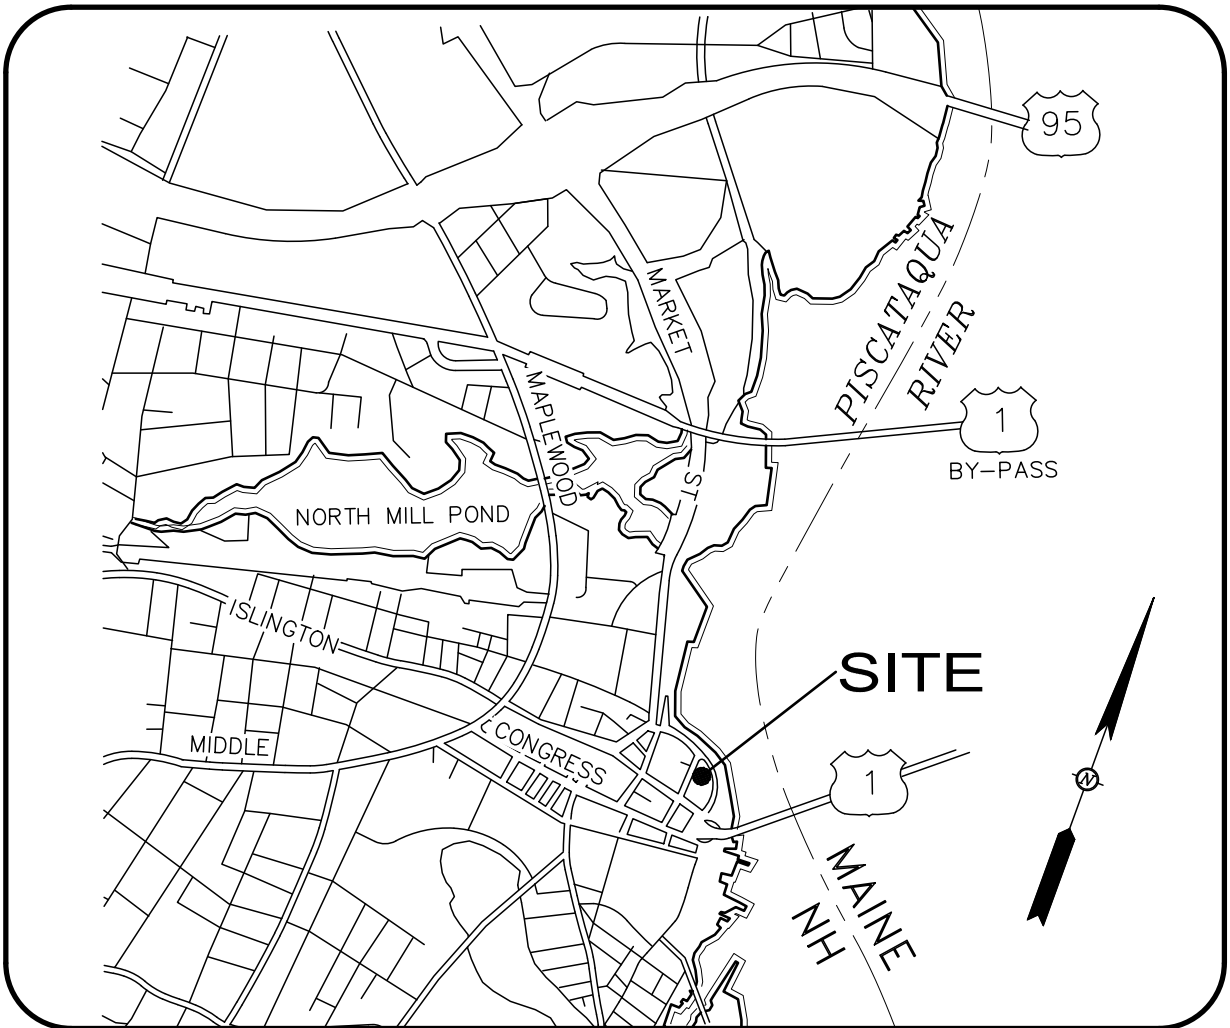 95
PISCATAQUA
RIVER
MARKET
1
BY-PASS
MAPLEWOOD
ST
NORTH MILL POND
ISLINGTON
SITE
MIDDLE
CONGRESS
1
N
MAINE
NH